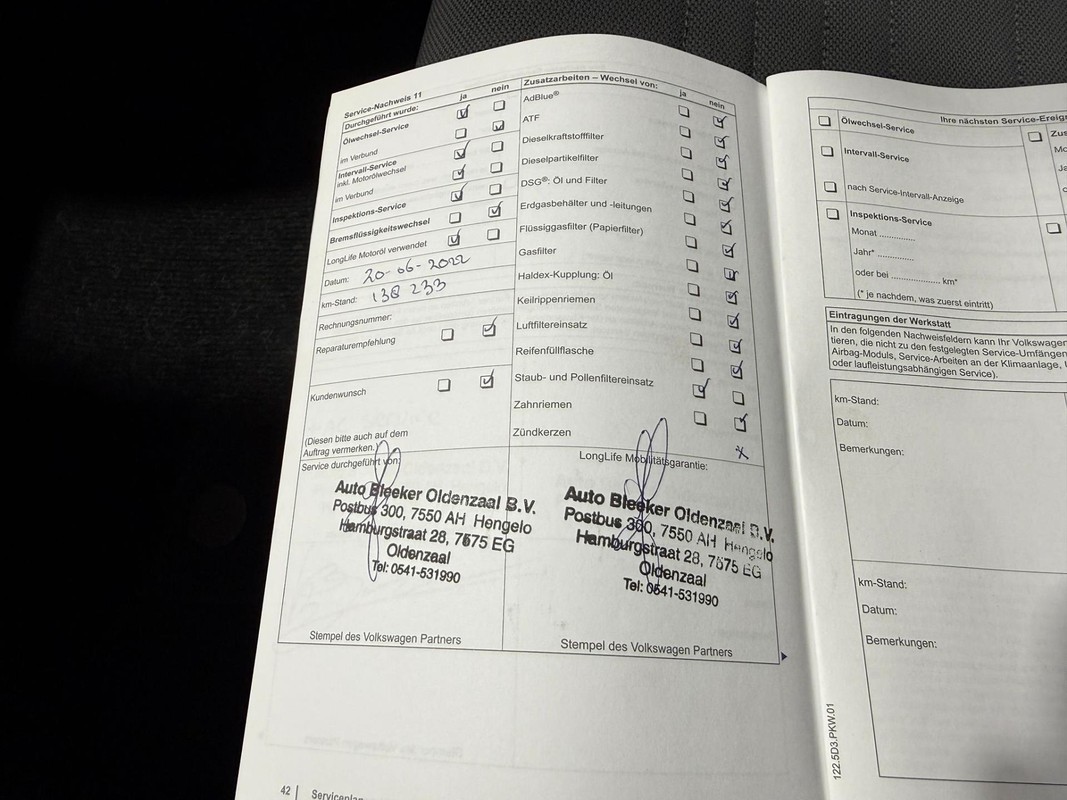 Service-Nachweis 11
Durchgeführt wurde: ja nein
Ölwechsel-Service
im Verbund
Intervall-Service
inkl. Motorölwechsel
im Verbund
Inspektions-Service
Bremsflüssigkeitswechsel
LongLife Motoröl verwendet
Datum: 20-06-2022
km-Stand: 138 233
Rechnungsnummer:
Reparaturempfehlung
Kundenwunsch
(Diesen bitte auch auf dem
Auftrag vermerken.)
Service durchgeführt von:
Auto Bleeker Oldenzaal B.V.
Postbus 300, 7550 AH Hengelo
Hamburgstraat 28, 7575 EG
Oldenzaal
Tel: 0541-531990
Stempel des Volkswagen Partners
Zusatzarbeiten – Wechsel von: ja nein
AdBlue®
ATF
Dieselkraftstofffilter
Dieselpartikelfilter
DSG®: Öl und Filter
Erdgasbehälter und -leitungen
Flüssiggasfilter (Papierfilter)
Gasfilter
Haldex-Kupplung: Öl
Keilrippenriemen
Luftfiltereinsatz
Reifenfüllflasche
Staub- und Pollenfiltereinsatz
Zahnriemen
Zündkerzen
LongLife Mobilitätsgarantie:
Auto Bleeker Oldenzaal B.V.
Postbus 300, 7550 AH Hengelo
Hamburgstraat 28, 7575 EG
Oldenzaal
Tel: 0541-531990
Stempel des Volkswagen Partners
42
Ihre nächsten Service-Ereig
Ölwechsel-Service
Intervall-Service
nach Service-Intervall-Anzeige
Inspektions-Service
Monat ..............
Jahr* ..............
oder bei ................... km*
(* je nachdem, was zuerst eintritt)
Zus
Mo
Ja
Eintragungen der Werkstatt
In den folgenden Nachweisfeldern kann Ihr Volkswagen
tieren, die nicht zu den festgelegten Service-Umfängen
Airbag-Moduls, Service-Arbeiten an der Klimaanlage, U
oder laufleistungsabhängigen Service).
km-Stand:
Datum:
Bemerkungen:
km-Stand:
Datum:
Bemerkungen:
122.5D3.PKW.01